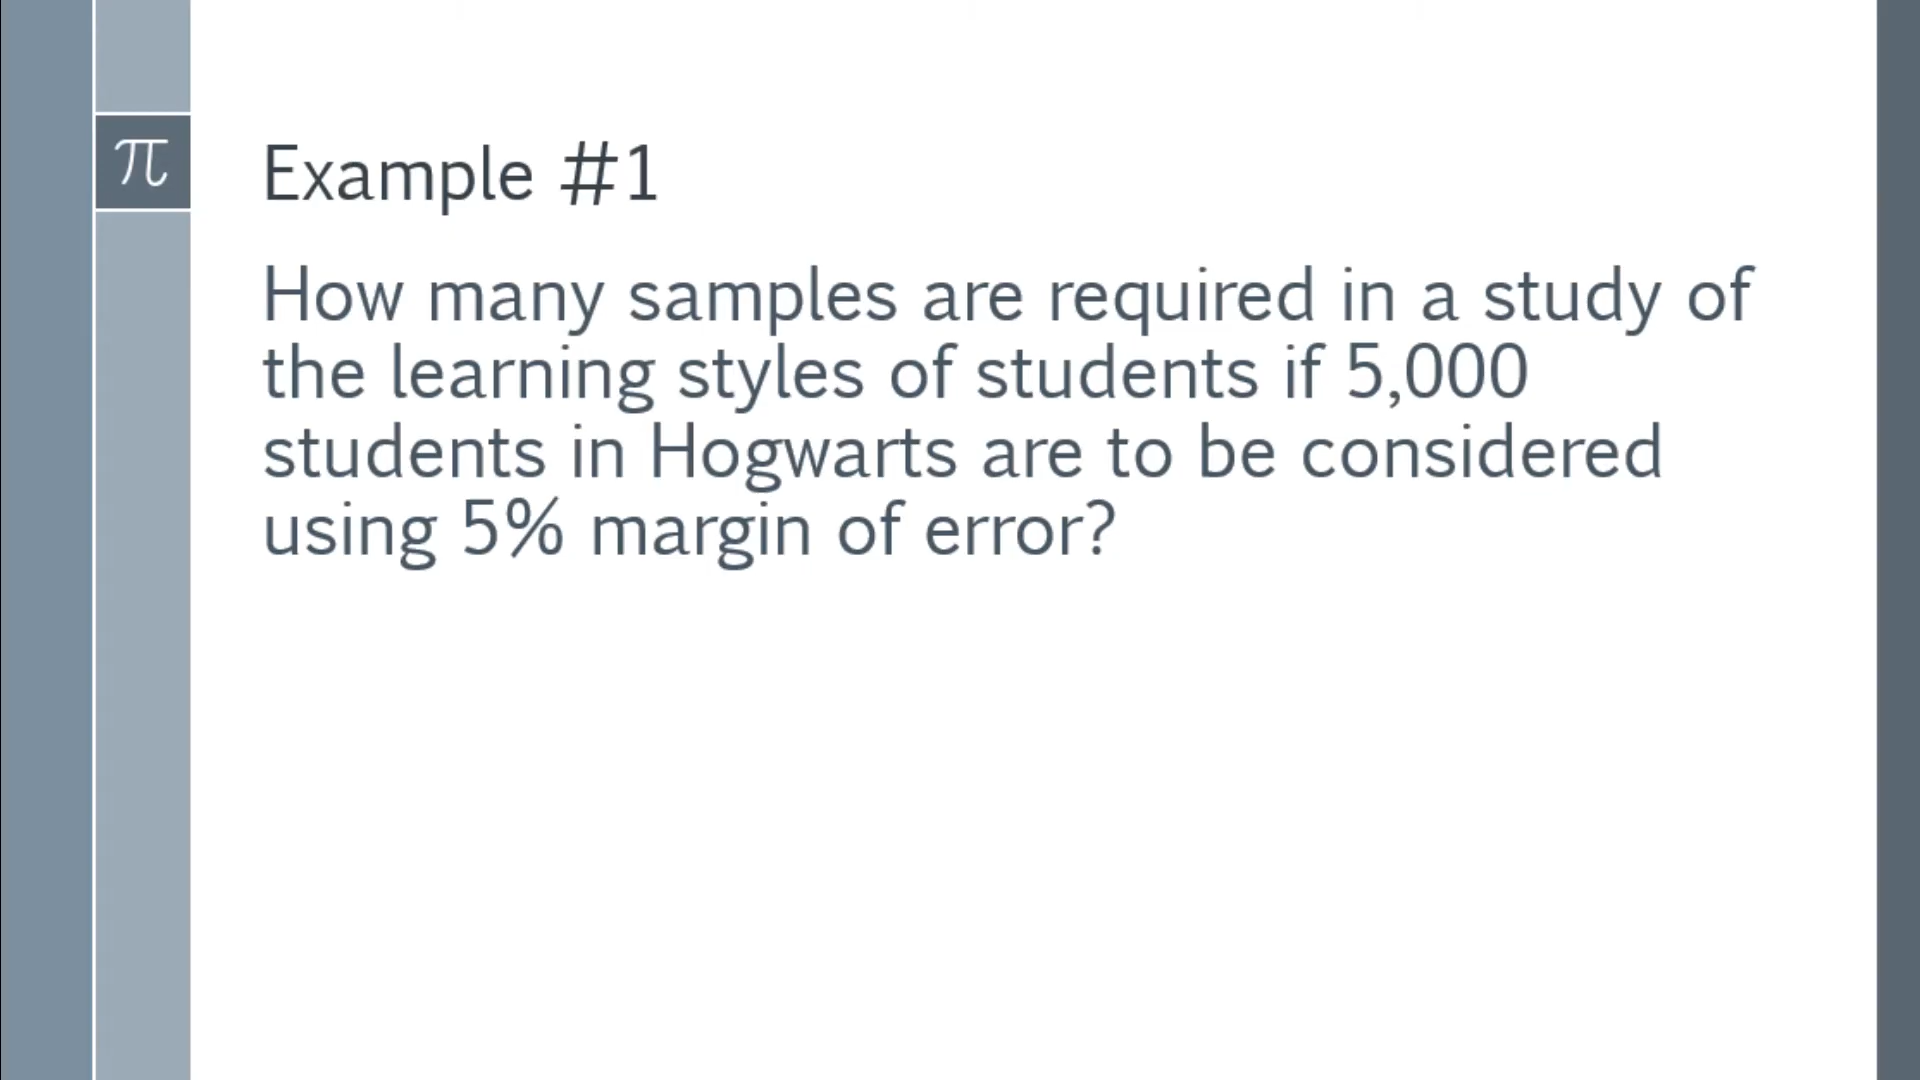 π
Example #1
How many samples are required in a study of
the learning styles of students if 5,000
students in Hogwarts are to be considered
using 5% margin of error?